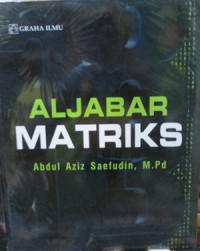 GRAHA ILMU
ALJABAR
MATRIKS
Abdul Aziz Saefudin, M.Pd